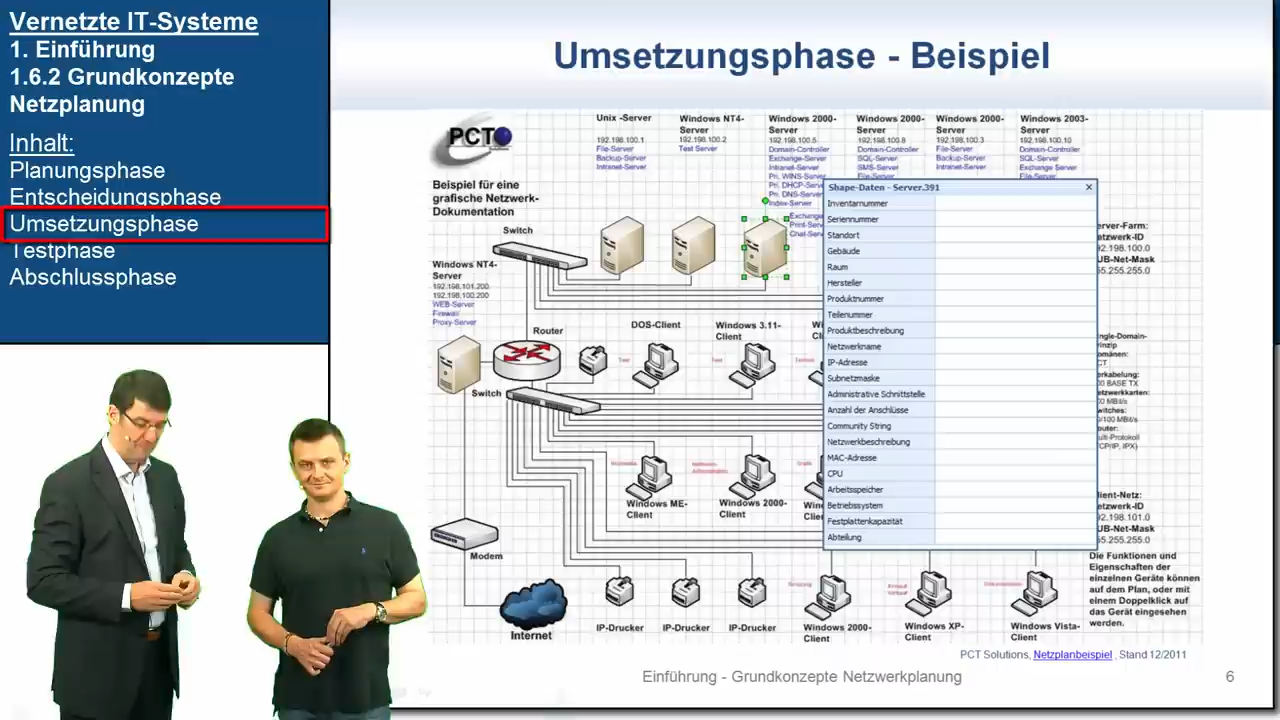 Vernetzte IT-Systeme
1. Einführung
1.6.2 Grundkonzepte
Netzplanung
Inhalt:
Planungsphase
Entscheidungsphase
Umsetzungsphase
Testphase
Abschlussphase
Umsetzungsphase - Beispiel
PCT
Beispiel für eine
grafische Netzwerk-
Dokumentation
Unix -Server
192.198.100.1
File-Server
Backup-Server
Intranet-Server
Windows NT4-
Server
192.198.100.2
Test Server
Windows 2000-
Server
192.198.100.5
Domain-Controller
Exchange-Server
Intranet-Server
Pri. WINS-Server
Pri. DHCP-Server
Pri. DNS-Server
Index-Server
Windows 2000-
Server
192.198.100.8
Domain-Controller
SQL-Server
SMS-Server
Windows 2000-
Server
192.198.100.3
File-Server
Backup-Server
Intranet-Server
Windows 2003-
Server
192.198.100.10
Domain-Controller
SQL-Server
Exchange Server
File-Server
Switch
Windows NT4-
Server
192.198.101.200
192.198.100.200
WEB-Server
Firewall
Proxy-Server
Shape-Daten - Server.391
Inventarnummer
Seriennummer
Standort
Gebäude
Raum
Hersteller
Produktnummer
Teilenummer
Produktbeschreibung
Netzwerkname
IP-Adresse
Subnetzmaske
Administrative Schnittstelle
Anzahl der Anschlüsse
Community String
Netzwerkbeschreibung
MAC-Adresse
CPU
Arbeitsspeicher
Betriebssystem
Festplattenkapazität
Abteilung
Router
DOS-Client
Windows 3.11-
Client
Switch
Windows ME-
Client
Windows 2000-
Client
Modem
Internet
IP-Drucker
IP-Drucker
IP-Drucker
Windows 2000-
Client
Windows XP-
Client
Windows Vista-
Client
Die Funktionen und
Eigenschaften der
einzelnen Geräte können
auf dem Plan, oder mit
einem Doppelklick auf
das Gerät eingesehen
werden.
PCT Solutions, Netzplanbeispiel , Stand 12/2011
Einführung - Grundkonzepte Netzwerkplanung
6